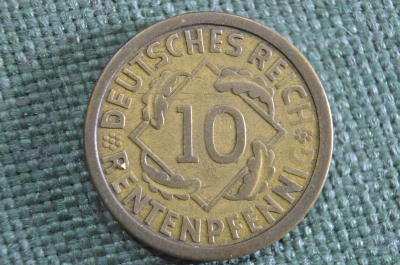 DEUTSCHES REICH
10
RENTENPFENNIG